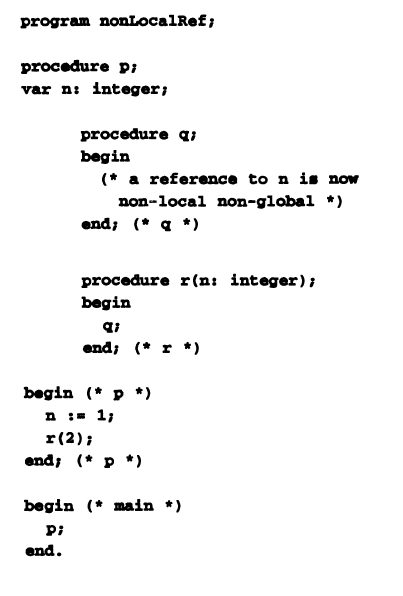 program nonLocalRef;
procedure p;
var n: integer;
procedure q;
begin
(* a reference to n is now
non-local non-global *)
end; (* q *)
procedure r(n: integer);
begin
q;
end; (* r *)
begin (* p *)
n := 1;
r(2);
end; (* p *)
begin (* main *)
p;
end.